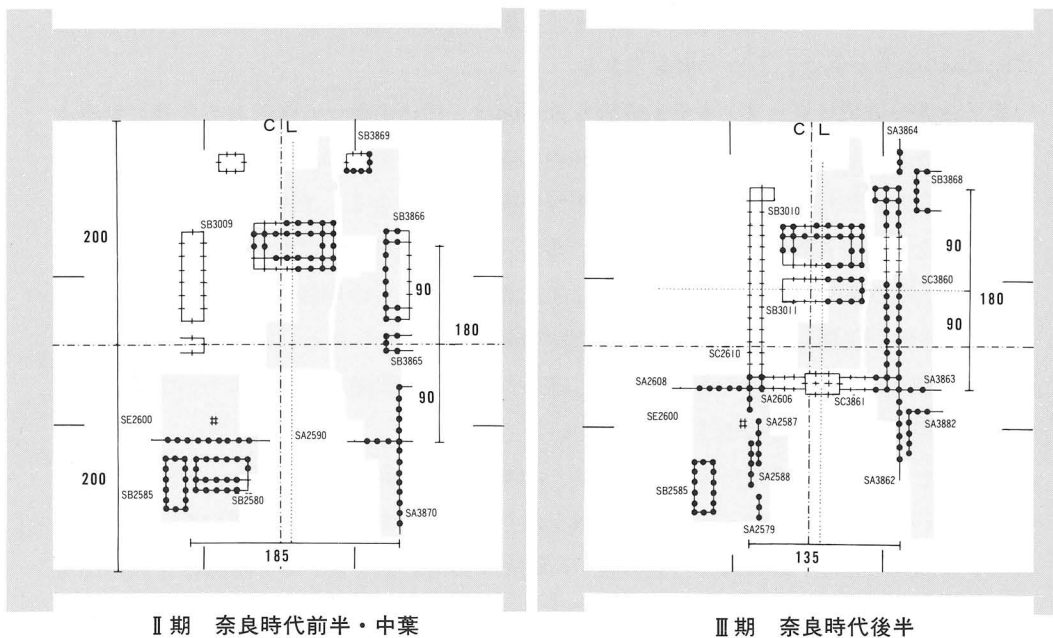 C L
SB3869
SB3009
SB3866
200
90
180
SB3865
90
SE2600
#
SA2590
200
SB2585
SB2580
SA3870
185
Ⅱ期 奈良時代前半・中葉
C L
SA3864
SB3868
SB3010
90
SC3860
180
SB3011
90
SC2610
SA2608
SA3863
SA2606
SC3861
SE2600
#
SA2587
SA3882
SA2588
SB2585
SA3862
SA2579
135
Ⅲ期 奈良時代後半